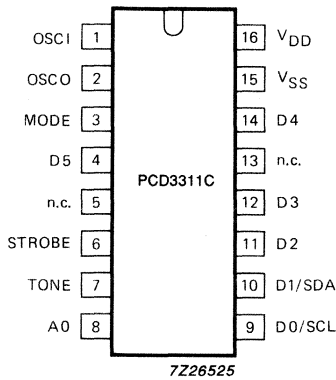 OSCI 1 16 VDD
OSCO 2 15 VSS
MODE 3 14 D4
D5 4 13 n.c.
PCD3311C
n.c. 5 12 D3
STROBE 6 11 D2
TONE 7 10 D1/SDA
A0 8 9 D0/SCL
7Z26525